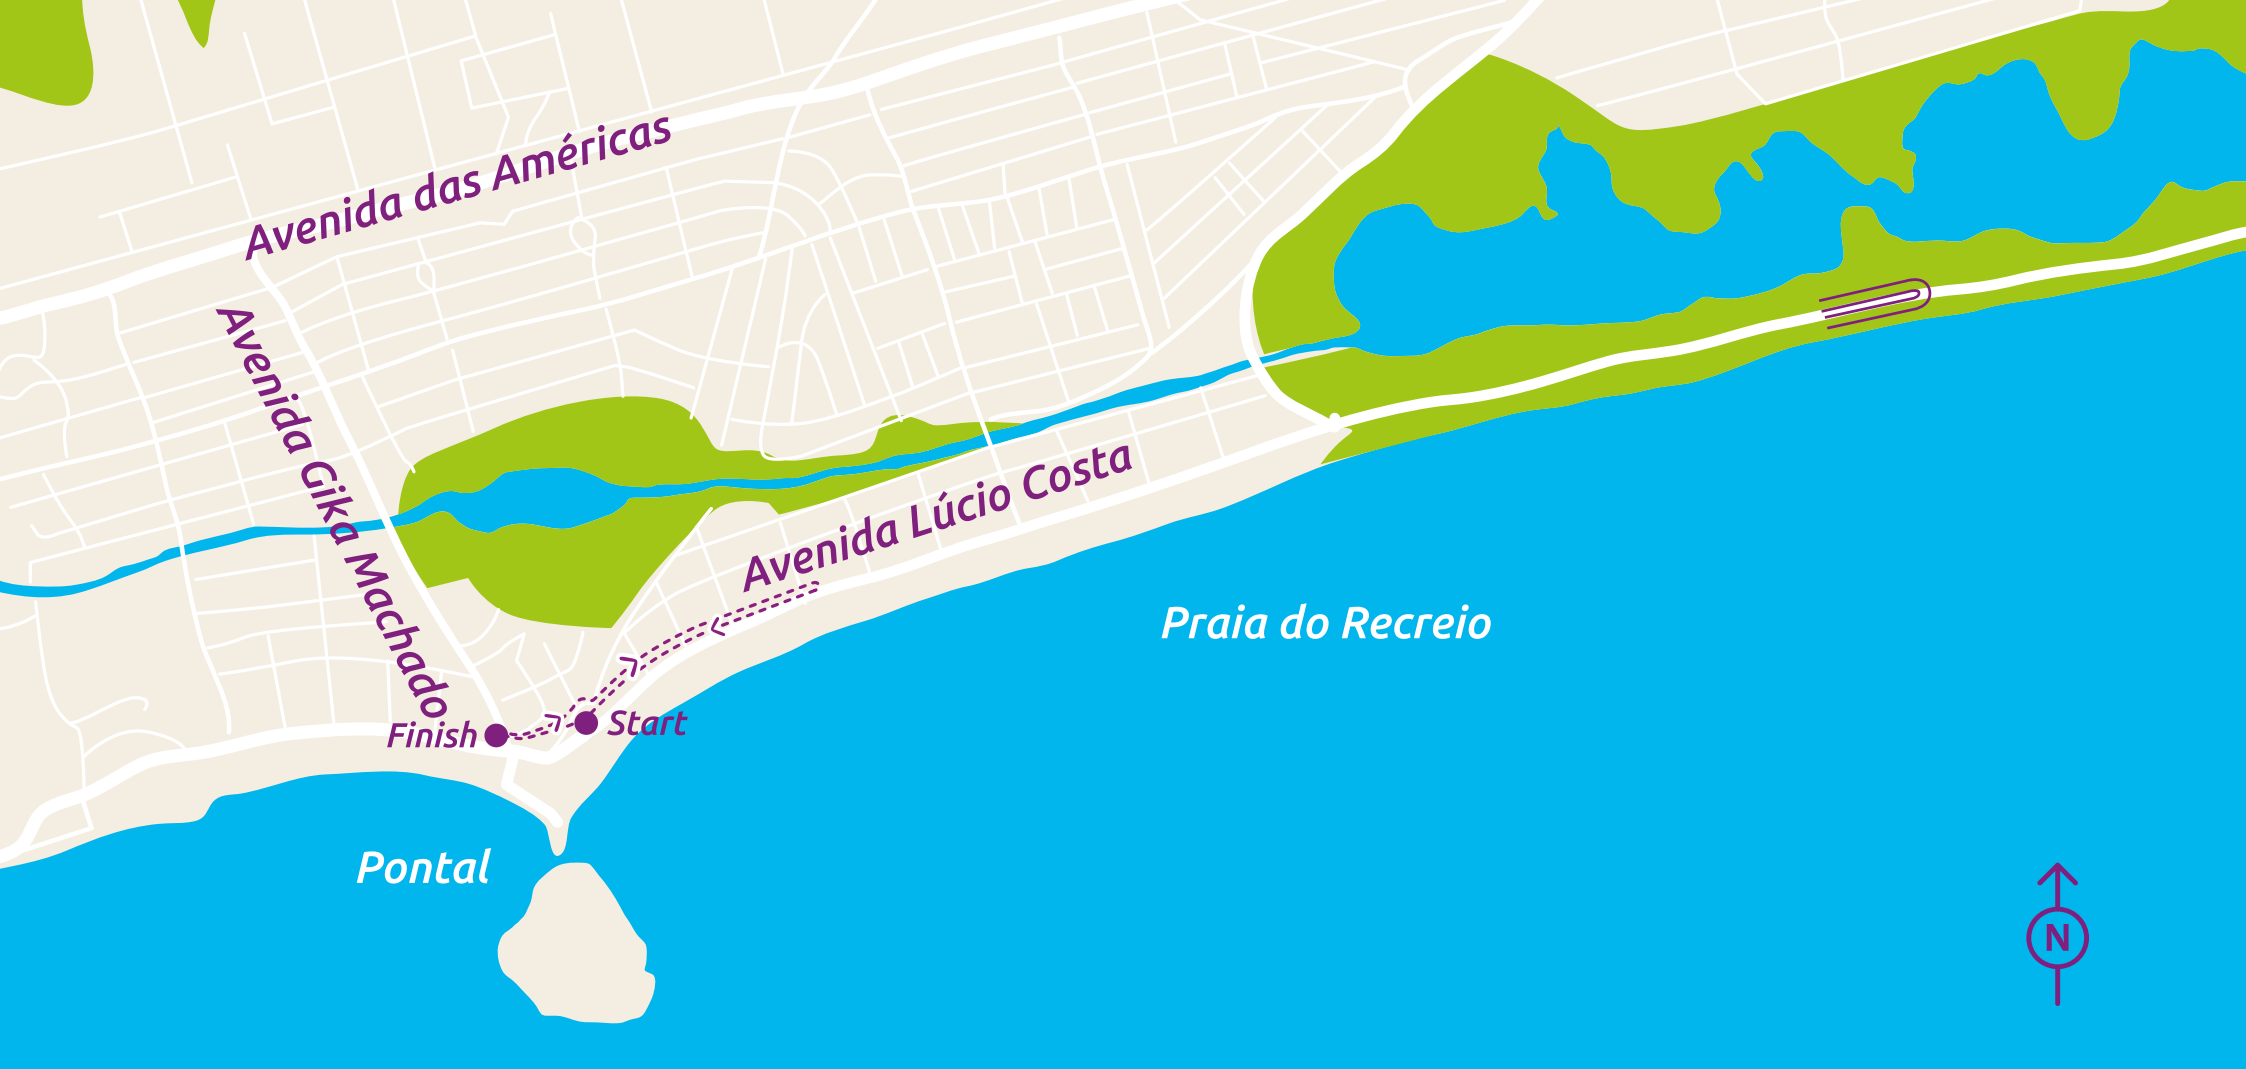 Avenida das Américas
Avenida Gika Machado
Avenida Lúcio Costa
Praia do Recreio
Finish
Start
Pontal
N